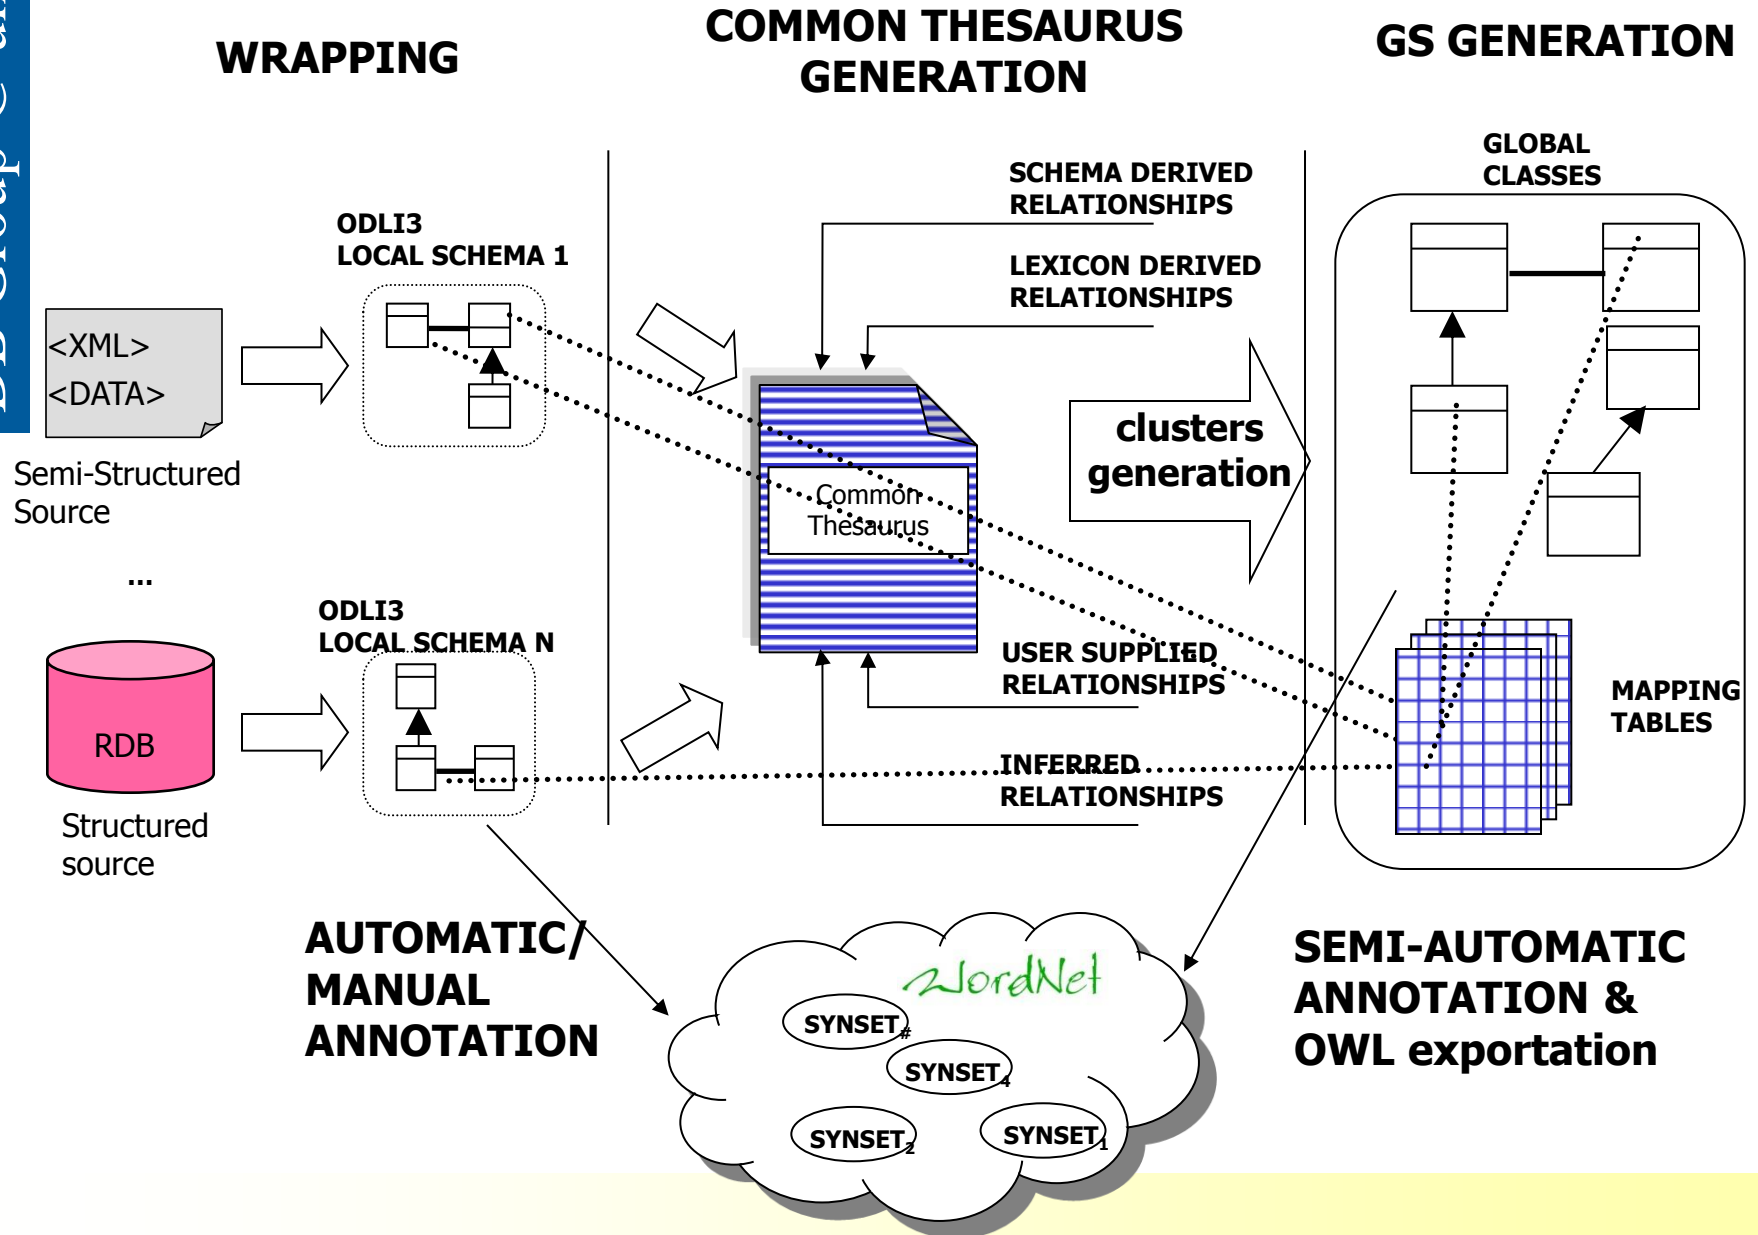 WRAPPING
COMMON THESAURUS
GENERATION
GS GENERATION
GLOBAL
CLASSES
SCHEMA DERIVED
RELATIONSHIPS
LEXICON DERIVED
RELATIONSHIPS
ODLI3
LOCAL SCHEMA 1
<XML>
<DATA>
Semi-Structured
Source
...
clusters
generation
Common
Thesaurus
ODLI3
LOCAL SCHEMA N
RDB
Structured
source
USER SUPPLIED
RELATIONSHIPS
INFERRED
RELATIONSHIPS
MAPPING
TABLES
AUTOMATIC/
MANUAL
ANNOTATION
WordNet
SYNSET#
SYNSET4
SYNSET2
SYNSET1
SEMI-AUTOMATIC
ANNOTATION &
OWL exportation